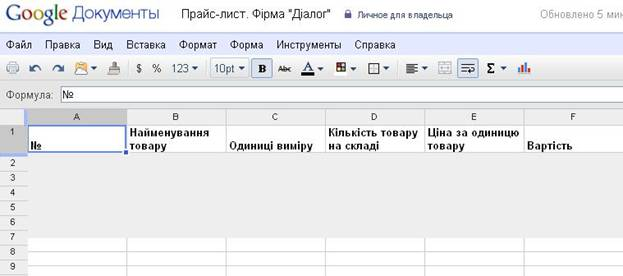 Google Документы Прайс-лист. Фірма "Діалог" Личное для владельца Обновлено 5 мин
Файл Правка Вид Вставка Формат Форма Инструменты Справка
$ % 123 10pt B Abc A Σ
Формула: №
A B C D E F
1 № Найменування товару Одиниці виміру Кількість товару на складі Ціна за одиницю товару Вартість
2
3
4
5
6
7
8
9